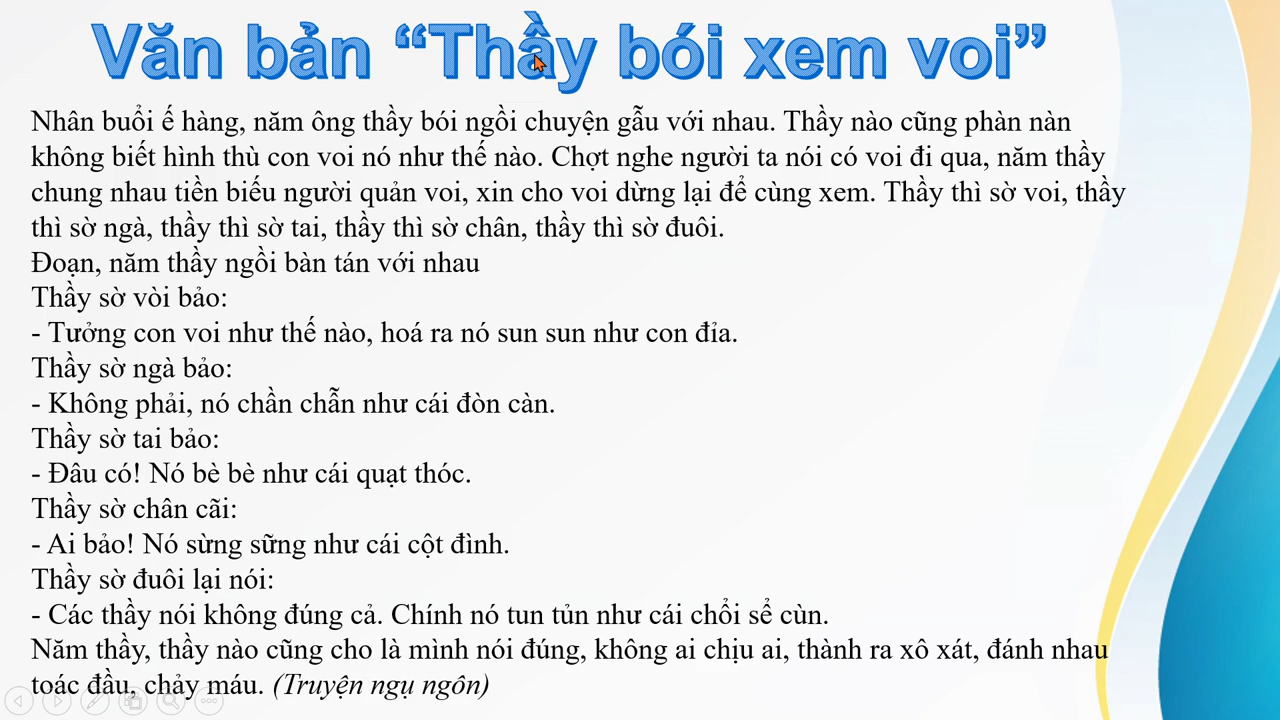 Văn bản “Thầy bói xem voi”
Nhân buổi ế hàng, năm ông thầy bói ngồi chuyện gẫu với nhau. Thầy nào cũng phàn nàn
không biết hình thù con voi nó như thế nào. Chợt nghe người ta nói có voi đi qua, năm thầy
chung nhau tiền biếu người quản voi, xin cho voi dừng lại để cùng xem. Thầy thì sờ voi, thầy
thì sờ ngà, thầy thì sờ tai, thầy thì sờ chân, thầy thì sờ đuôi.
Đoạn, năm thầy ngồi bàn tán với nhau
Thầy sờ vòi bảo:
- Tưởng con voi như thế nào, hoá ra nó sun sun như con đỉa.
Thầy sờ ngà bảo:
- Không phải, nó chần chẫn như cái đòn càn.
Thầy sờ tai bảo:
- Đâu có! Nó bè bè như cái quạt thóc.
Thầy sờ chân cãi:
- Ai bảo! Nó sừng sững như cái cột đình.
Thầy sờ đuôi lại nói:
- Các thầy nói không đúng cả. Chính nó tun tủn như cái chổi sể cùn.
Năm thầy, thầy nào cũng cho là mình nói đúng, không ai chịu ai, thành ra xô xát, đánh nhau
toác đầu, chảy máu. (Truyện ngụ ngôn)